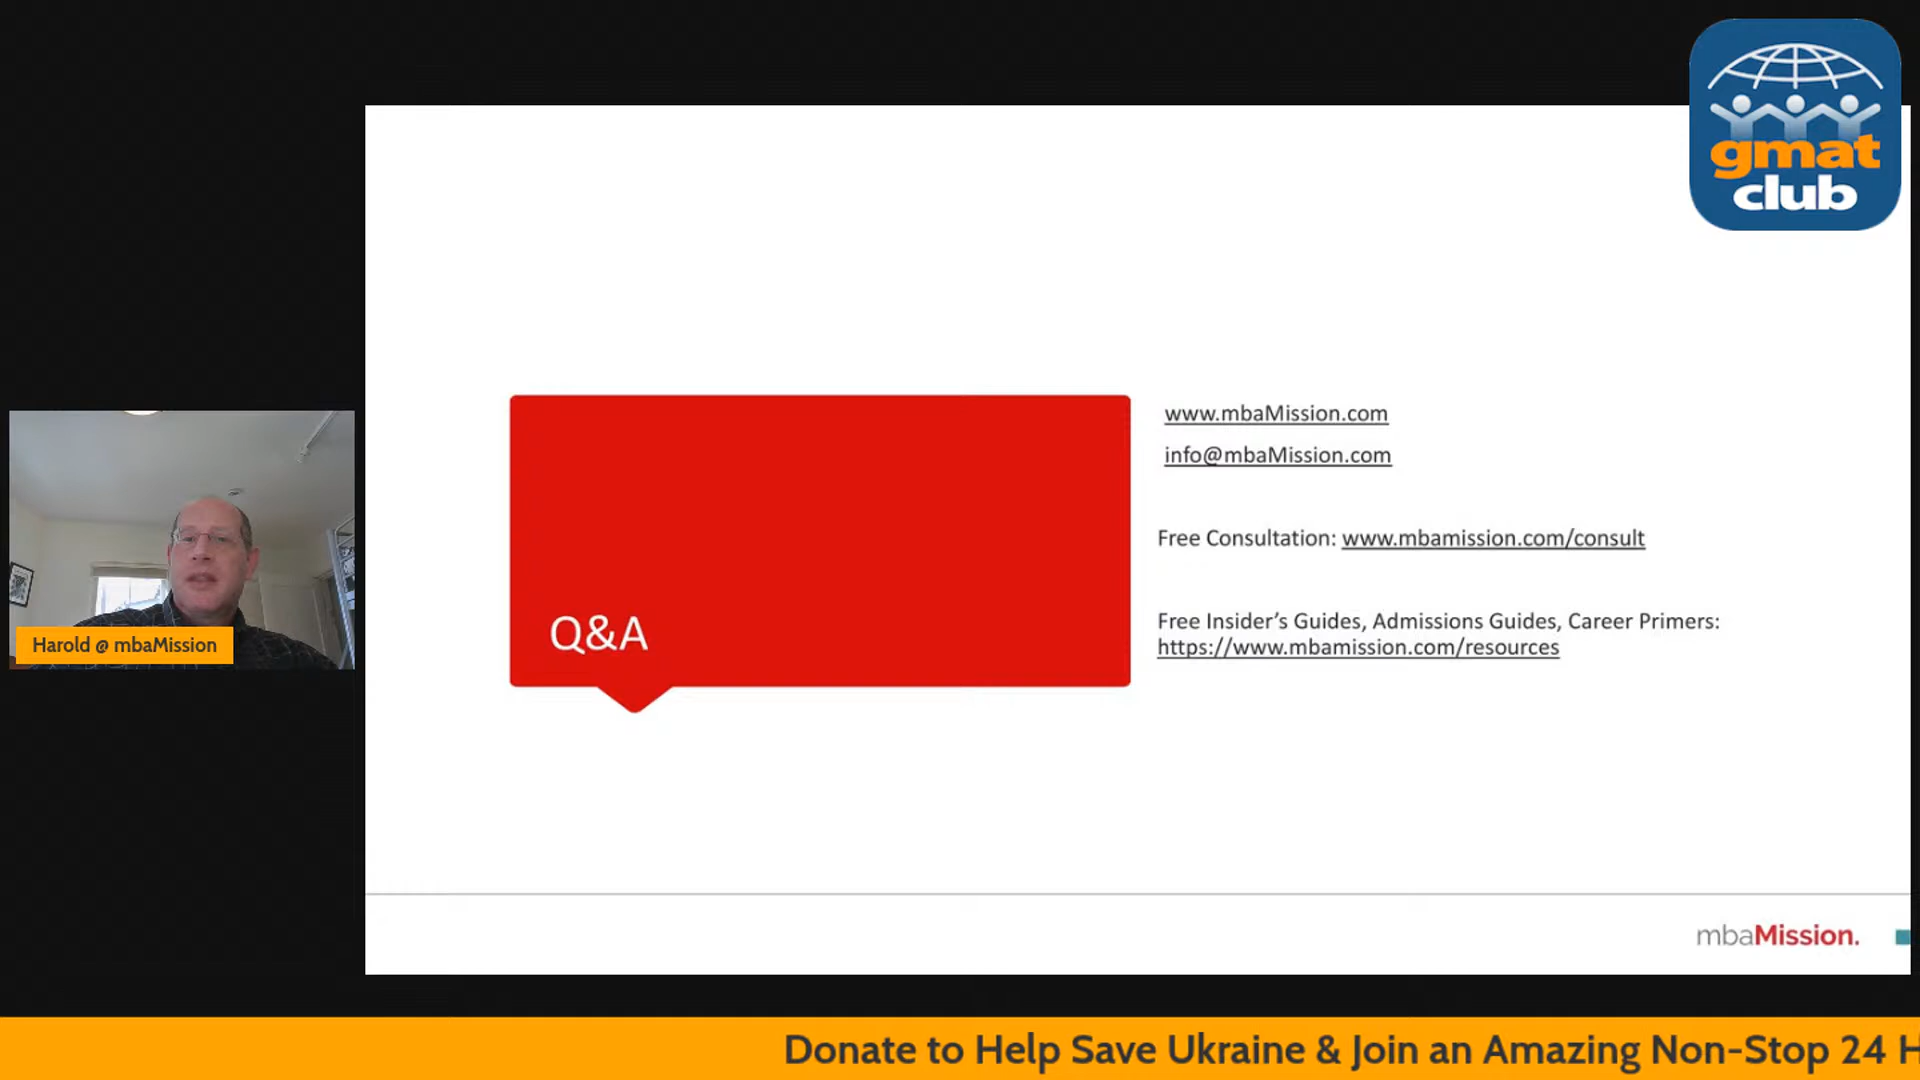 gmat
club
www.mbaMission.com
info@mbaMission.com
Free Consultation: www.mbamission.com/consult
Free Insider's Guides, Admissions Guides, Career Primers:
https://www.mbamission.com/resources
Q&A
Harold @ mbaMission
mbaMission.
Donate to Help Save Ukraine & Join an Amazing Non-Stop 24 H